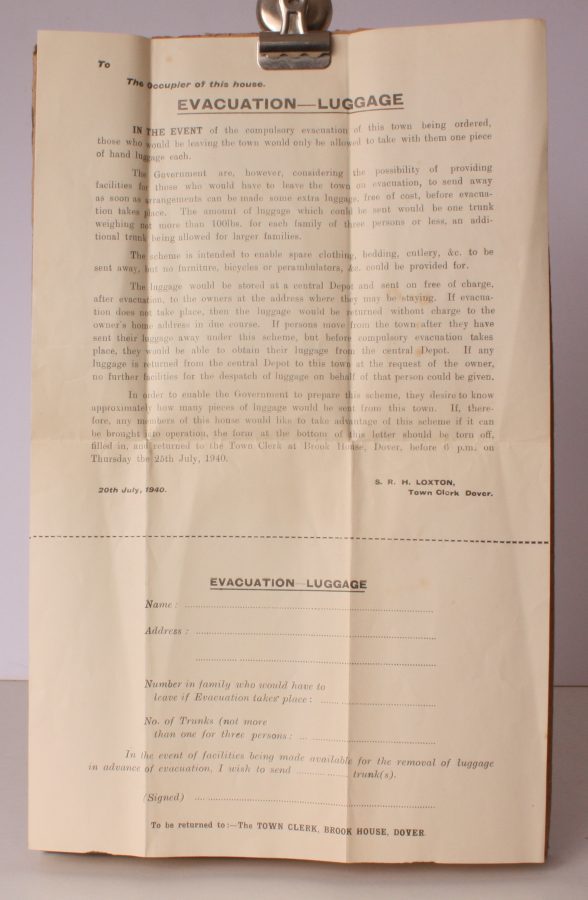 To
The Occupier of this house.
EVACUATION—LUGGAGE
IN THE EVENT of the compulsory evacuation of this town being ordered,
those who would be leaving the town would only be allowed to take with them one piece
of hand luggage each.
The Government are, however, considering the possibility of providing
facilities for those who would have to leave the town on evacuation, to send away
as soon as arrangements can be made some extra luggage, free of cost, before evacua-
tion takes place. The amount of luggage which could be sent would be one trunk
weighing not more than 100lbs. for each family of three persons or less, an addi-
tional trunk being allowed for larger families.
The scheme is intended to enable spare clothing, bedding, cutlery, &c. to be
sent away, but no furniture, bicycles or perambulators, &c. could be provided for.
The luggage would be stored at a central Depot and sent on free of charge,
after evacuation, to the owners at the address where they may be staying. If evacua-
tion does not take place, then the luggage would be returned without charge to the
owner's home address in due course. If persons move from the town after they have
sent their luggage away under this scheme, but before compulsory evacuation takes
place, they would be able to obtain their luggage from the central Depot. If any
luggage is returned from the central Depot to this town at the request of the owner,
no further facilities for the despatch of luggage on behalf of that person could be given.
In order to enable the Government to prepare this scheme, they desire to know
approximately how many pieces of luggage would be sent from this town. If, there-
fore, any members of this house would like to take advantage of this scheme if it can
be brought into operation, the form at the bottom of this letter should be torn off,
filled in, and returned to the Town Clerk at Brook House, Dover, before 6 p.m. on
Thursday the 25th July, 1940.
S. R. H. LOXTON,
20th July, 1940. Town Clerk Dover.
EVACUATION LUGGAGE
Name :
Address :
Number in family who would have to
leave if Evacuation takes place :
No. of Trunks (not more
than one for three persons :
In the event of facilities being made available for the removal of luggage
in advance of evacuation, I wish to send trunk(s).
(Signed)
To be returned to :—The TOWN CLERK, BROOK HOUSE, DOVER.